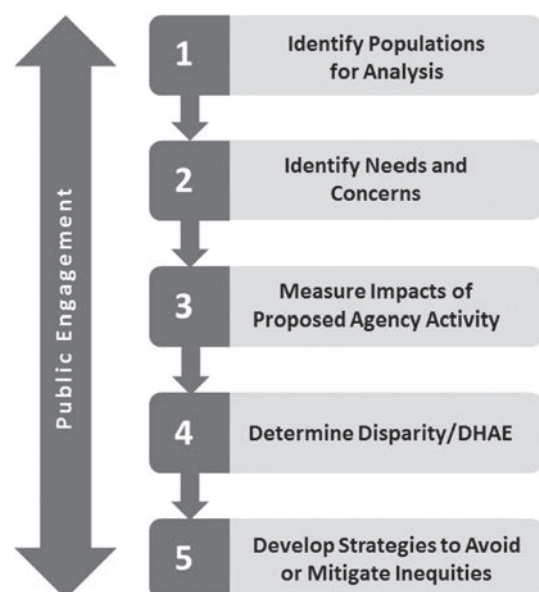 Public Engagement
1
Identify Populations
for Analysis
2
Identify Needs and
Concerns
3
Measure Impacts of
Proposed Agency Activity
4
Determine Disparity/DHAE
5
Develop Strategies to Avoid
or Mitigate Inequities